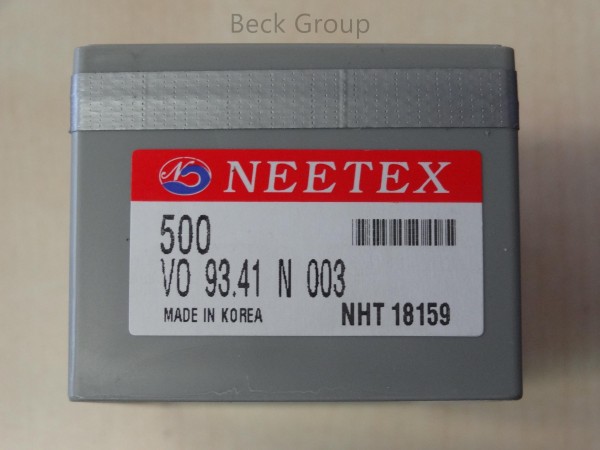 Beck Group
N NEETEX
500
VO 93.41 N 003
MADE IN KOREA NHT 18159